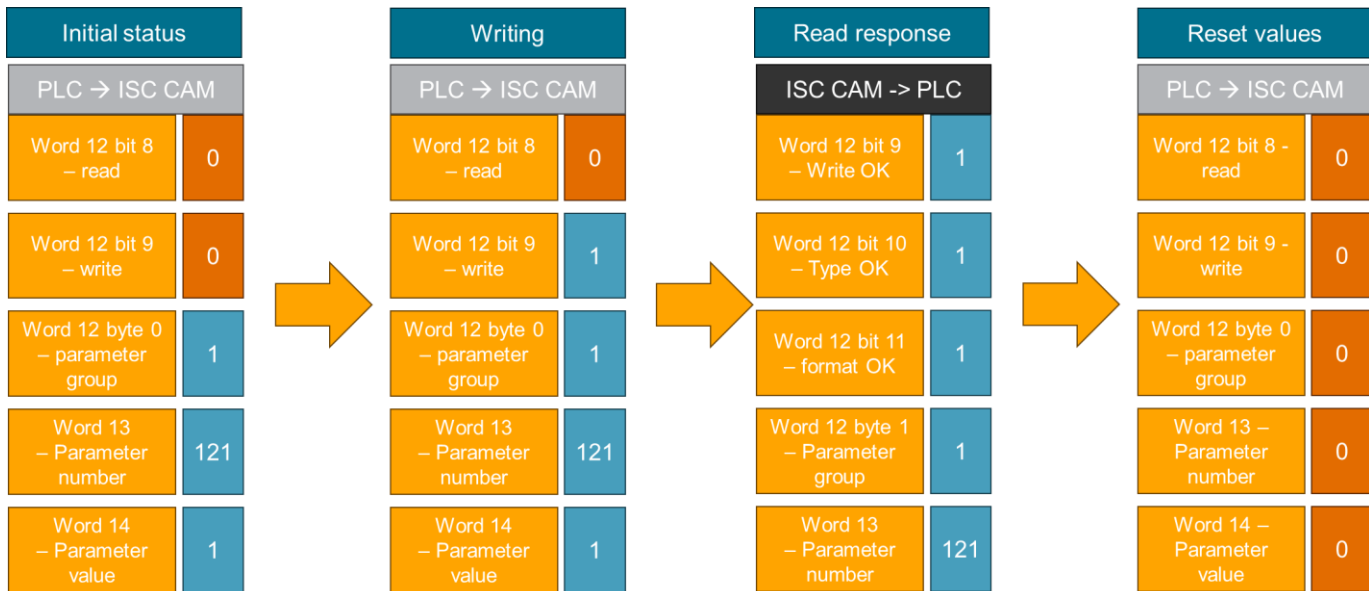 Initial status
PLC → ISC CAM
Word 12 bit 8
– read
0
Word 12 bit 9
– write
0
Word 12 byte 0
– parameter
group
1
Word 13
– Parameter
number
121
Word 14
– Parameter
value
1
Writing
PLC → ISC CAM
Word 12 bit 8
– read
0
Word 12 bit 9
– write
1
Word 12 byte 0
– parameter
group
1
Word 13
– Parameter
number
121
Word 14
– Parameter
value
1
Read response
ISC CAM -> PLC
Word 12 bit 9
– Write OK
1
Word 12 bit 10
– Type OK
1
Word 12 bit 11
– format OK
1
Word 12 byte 1
– Parameter
group
1
Word 13
– Parameter
number
121
Reset values
PLC → ISC CAM
Word 12 bit 8 -
read
0
Word 12 bit 9 -
write
0
Word 12 byte 0
– parameter
group
0
Word 13 –
Parameter
number
0
Word 14 –
Parameter
value
0